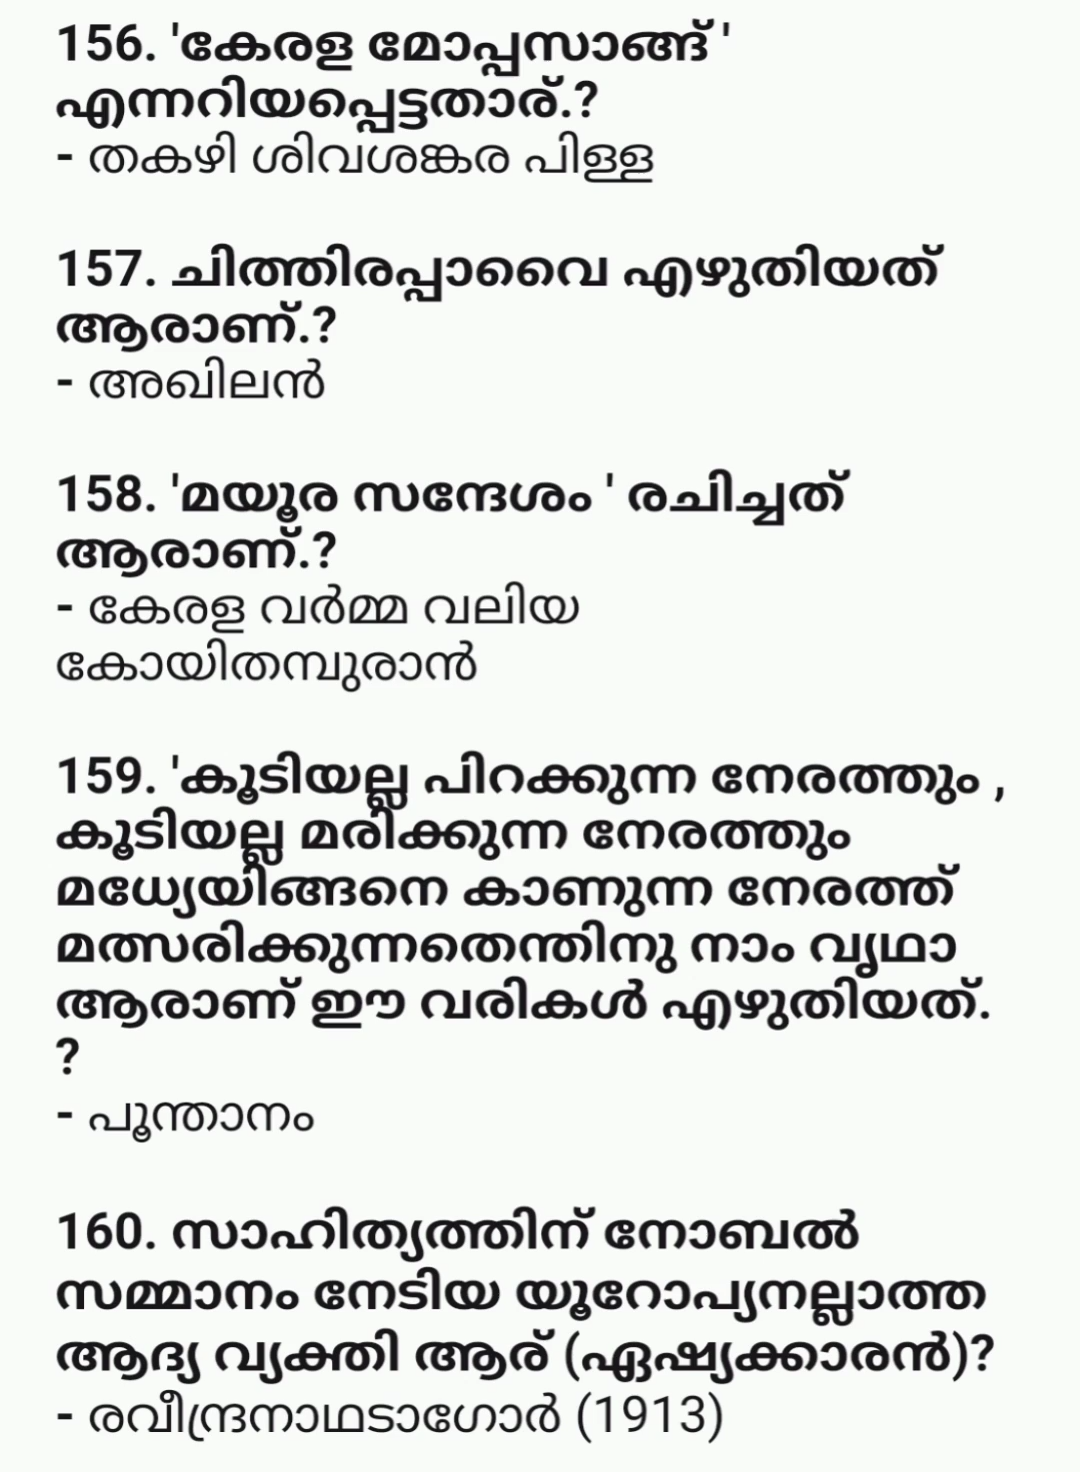 156. 'കേരള മോപ്പസാങ്ങ് '
എന്നറിയപ്പെട്ടതാര്.?
- തകഴി ശിവശങ്കര പിള്ള
157. ചിത്തിരപ്പാവൈ എഴുതിയത്
ആരാണ്.?
- അഖിലൻ
158. 'മയൂര സന്ദേശം ' രചിച്ചത്
ആരാണ്.?
- കേരള വർമ്മ വലിയ
കോയിതമ്പുരാൻ
159. 'കൂടിയല്ല പിറക്കുന്ന നേരത്തും ,
കൂടിയല്ല മരിക്കുന്ന നേരത്തും
മധ്യേയിങ്ങനെ കാണുന്ന നേരത്ത്
മത്സരിക്കുന്നതെന്തിനു നാം വൃഥാ
ആരാണ് ഈ വരികൾ എഴുതിയത്.
?
- പൂന്താനം
160. സാഹിത്യത്തിന് നോബൽ
സമ്മാനം നേടിയ യൂറോപ്യനല്ലാത്ത
ആദ്യ വ്യക്തി ആര് (ഏഷ്യക്കാരൻ)?
- രവീന്ദ്രനാഥടാഗോർ (1913)